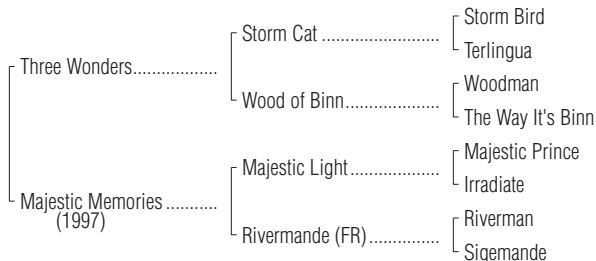 Storm Bird
Storm Cat ........................
Terlingua
Three Wonders.................
Woodman
Wood of Binn...................
The Way It's Binn
Majestic Prince
Majestic Light..................
Irradiate
Majestic Memories ..........
(1997)
Riverman
Rivermande (FR)..............
Sigemande